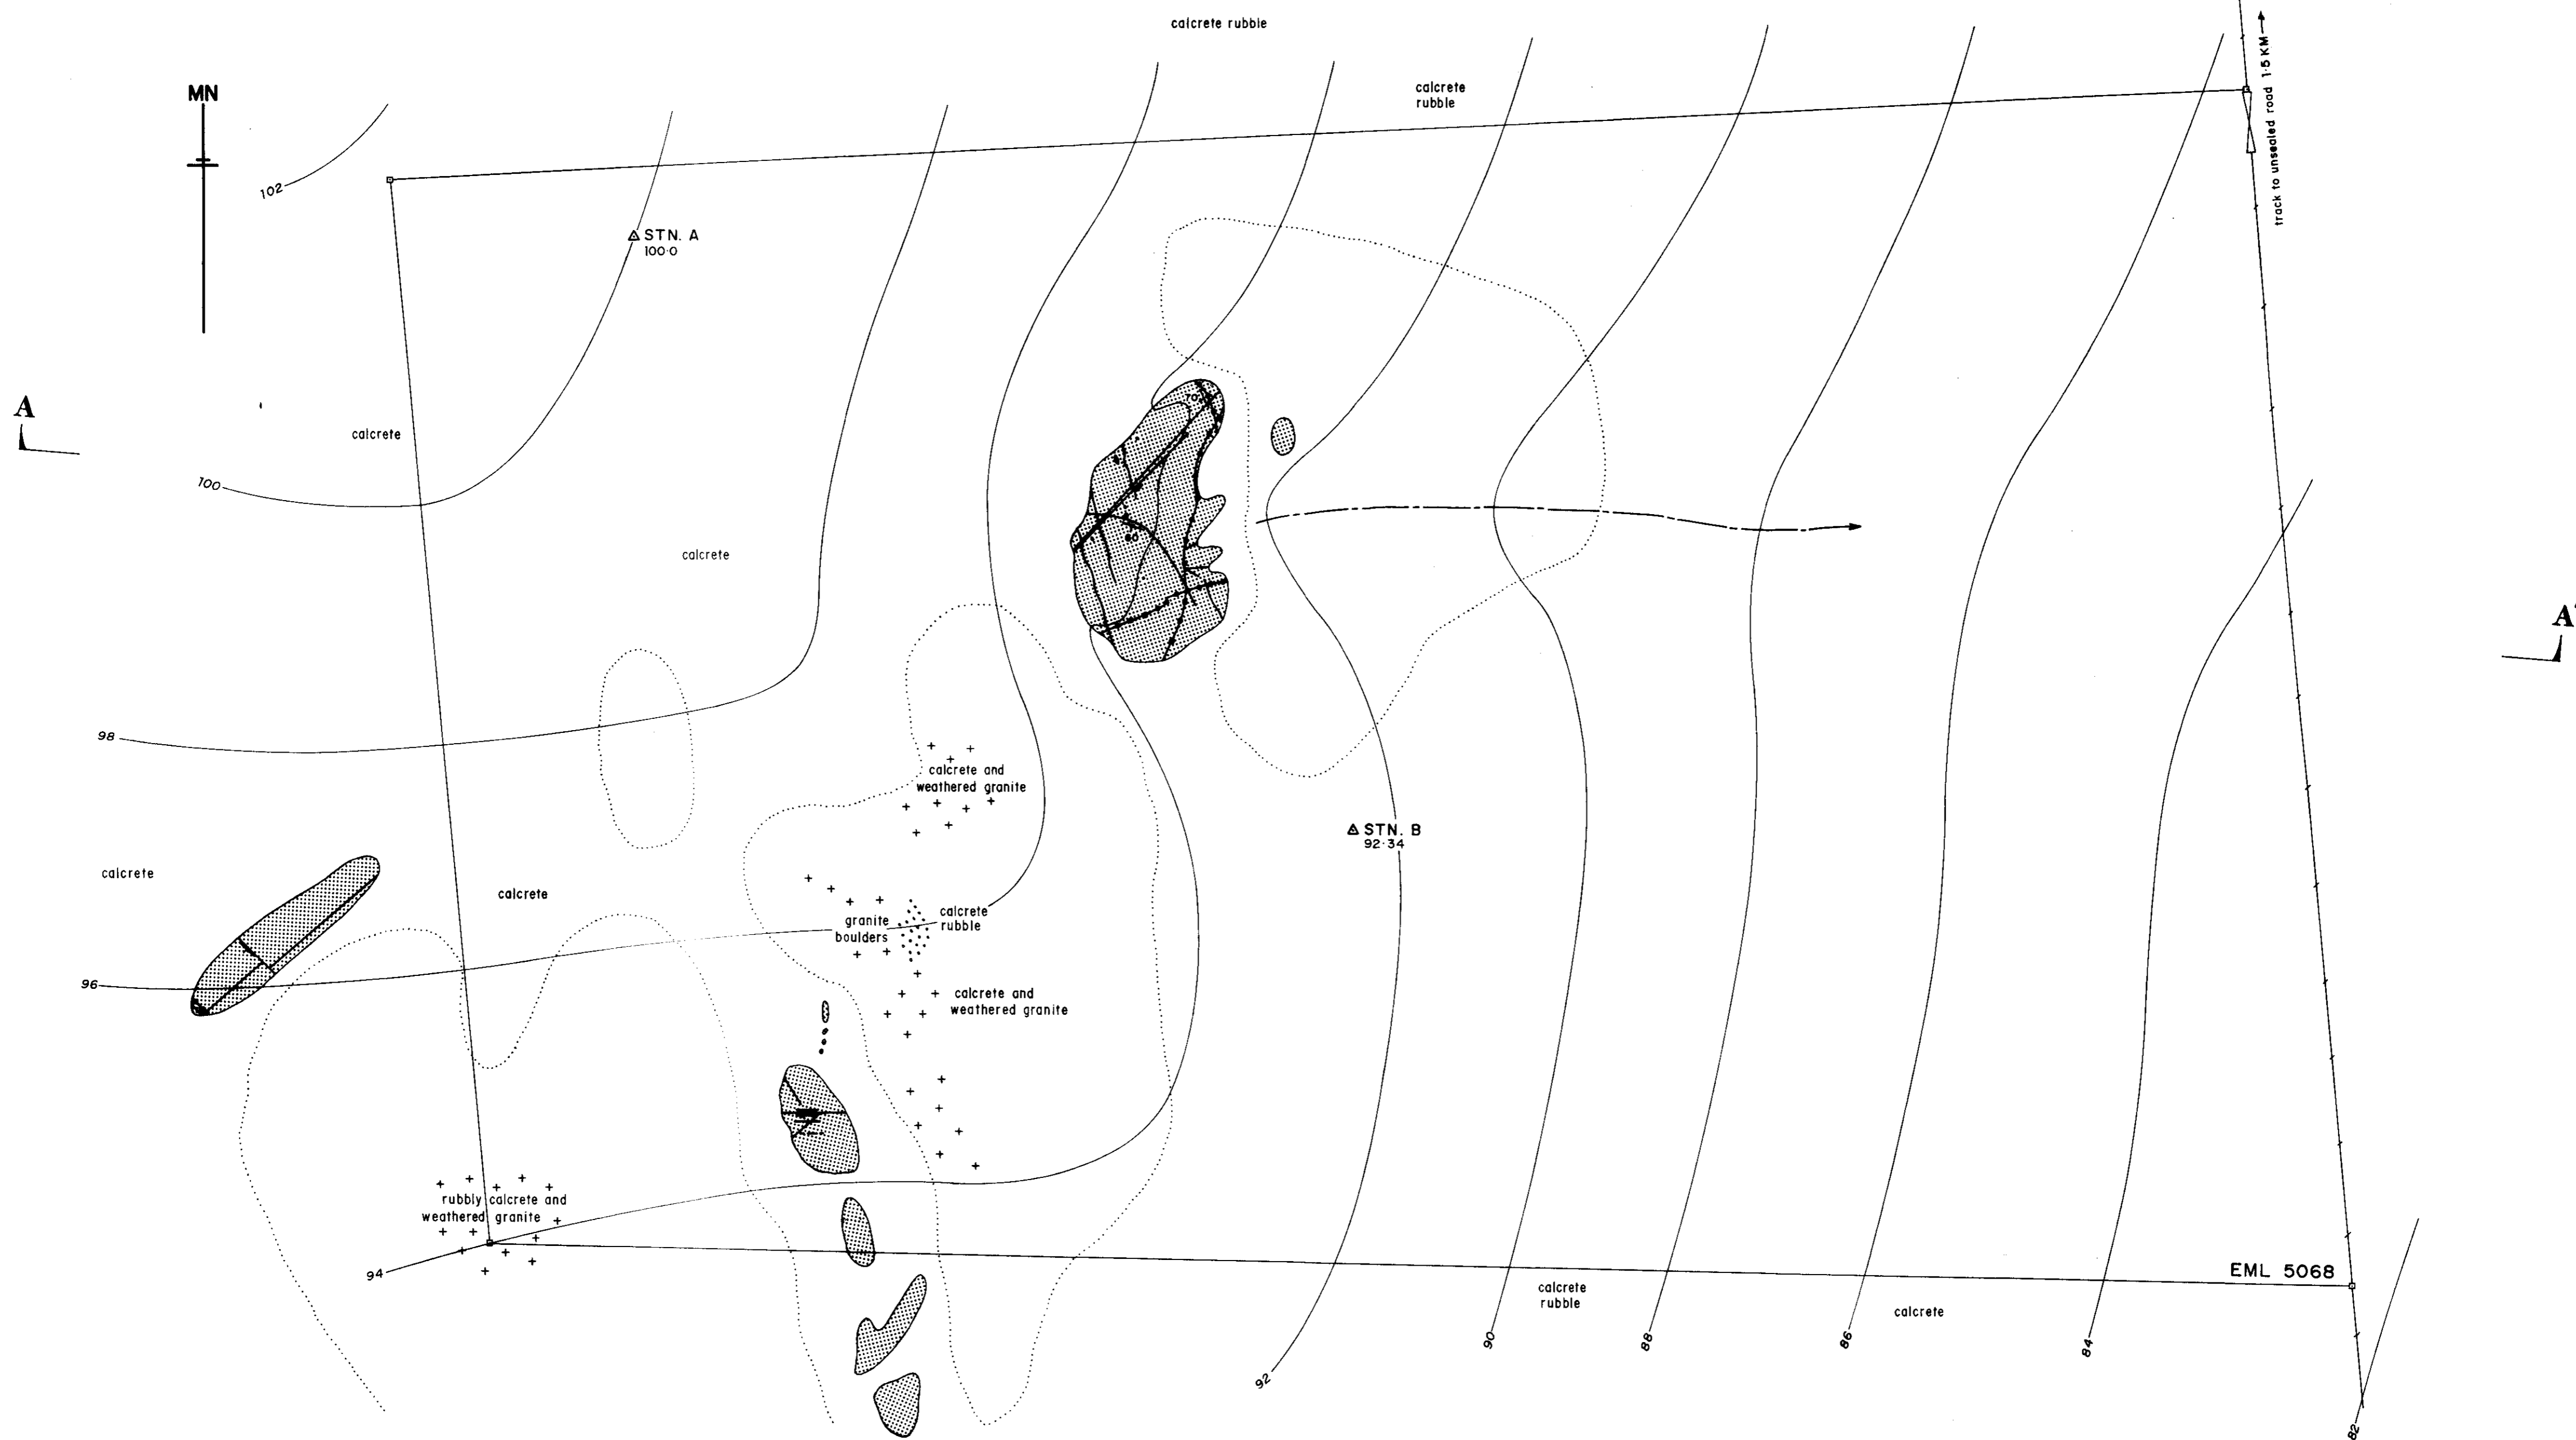 calcrete rubble
MN
calcrete
rubble
track to unsealed road 1·5 KM
102
STN. A
100·0
A
calcrete
100
calcrete
A'
98
calcrete and
weathered granite
STN. B
92·34
calcrete
calcrete
granite
boulders
calcrete
rubble
96
calcrete and
weathered granite
rubbly calcrete and
weathered granite
94
EML 5068
calcrete
rubble
calcrete
90
88
86
84
92
82